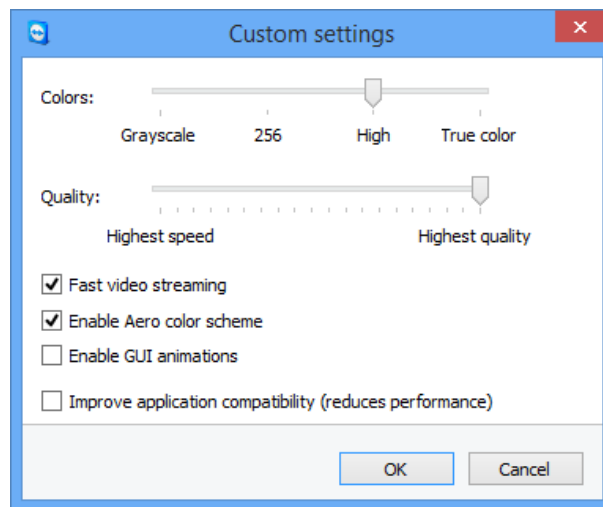 Custom settings
Colors:
Grayscale 256 High True color
Quality:
Highest speed Highest quality
Fast video streaming
Enable Aero color scheme
Enable GUI animations
Improve application compatibility (reduces performance)
OK Cancel